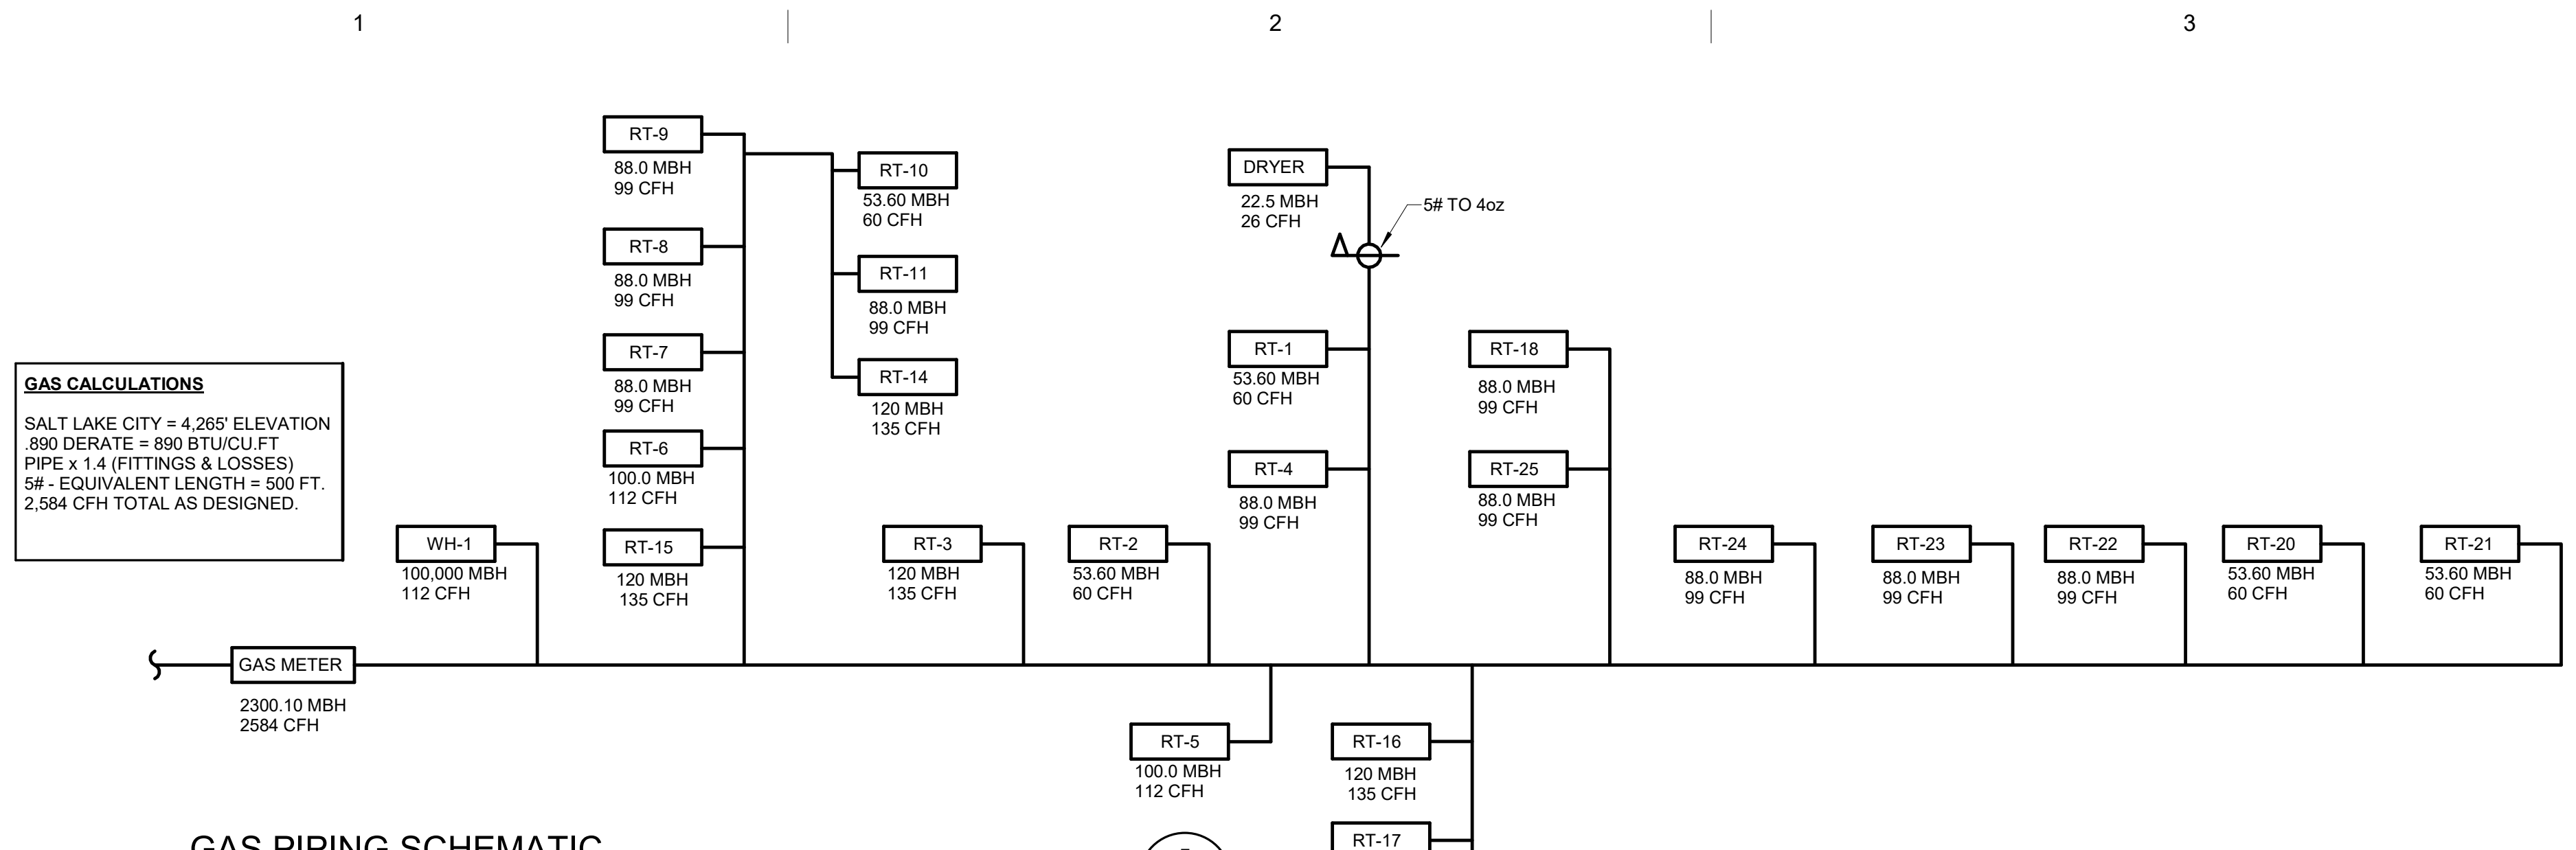 1
2
3
RT-9
88.0 MBH
99 CFH
RT-10
53.60 MBH
60 CFH
DRYER
22.5 MBH
26 CFH
5# TO 4oz
RT-8
88.0 MBH
99 CFH
RT-11
88.0 MBH
99 CFH
RT-7
88.0 MBH
99 CFH
RT-14
120 MBH
135 CFH
RT-1
53.60 MBH
60 CFH
RT-18
88.0 MBH
99 CFH
GAS CALCULATIONS
SALT LAKE CITY = 4,265' ELEVATION
.890 DERATE = 890 BTU/CU.FT
PIPE x 1.4 (FITTINGS & LOSSES)
5# - EQUIVALENT LENGTH = 500 FT.
2,584 CFH TOTAL AS DESIGNED.
RT-6
100.0 MBH
112 CFH
RT-4
88.0 MBH
99 CFH
RT-25
88.0 MBH
99 CFH
WH-1
100,000 MBH
112 CFH
RT-15
120 MBH
135 CFH
RT-3
120 MBH
135 CFH
RT-2
53.60 MBH
60 CFH
RT-24
88.0 MBH
99 CFH
RT-23
88.0 MBH
99 CFH
RT-22
88.0 MBH
99 CFH
RT-20
53.60 MBH
60 CFH
RT-21
53.60 MBH
60 CFH
GAS METER
2300.10 MBH
2584 CFH
RT-5
100.0 MBH
112 CFH
RT-16
120 MBH
135 CFH
RT-17
GAS PIPING SCHEMATIC